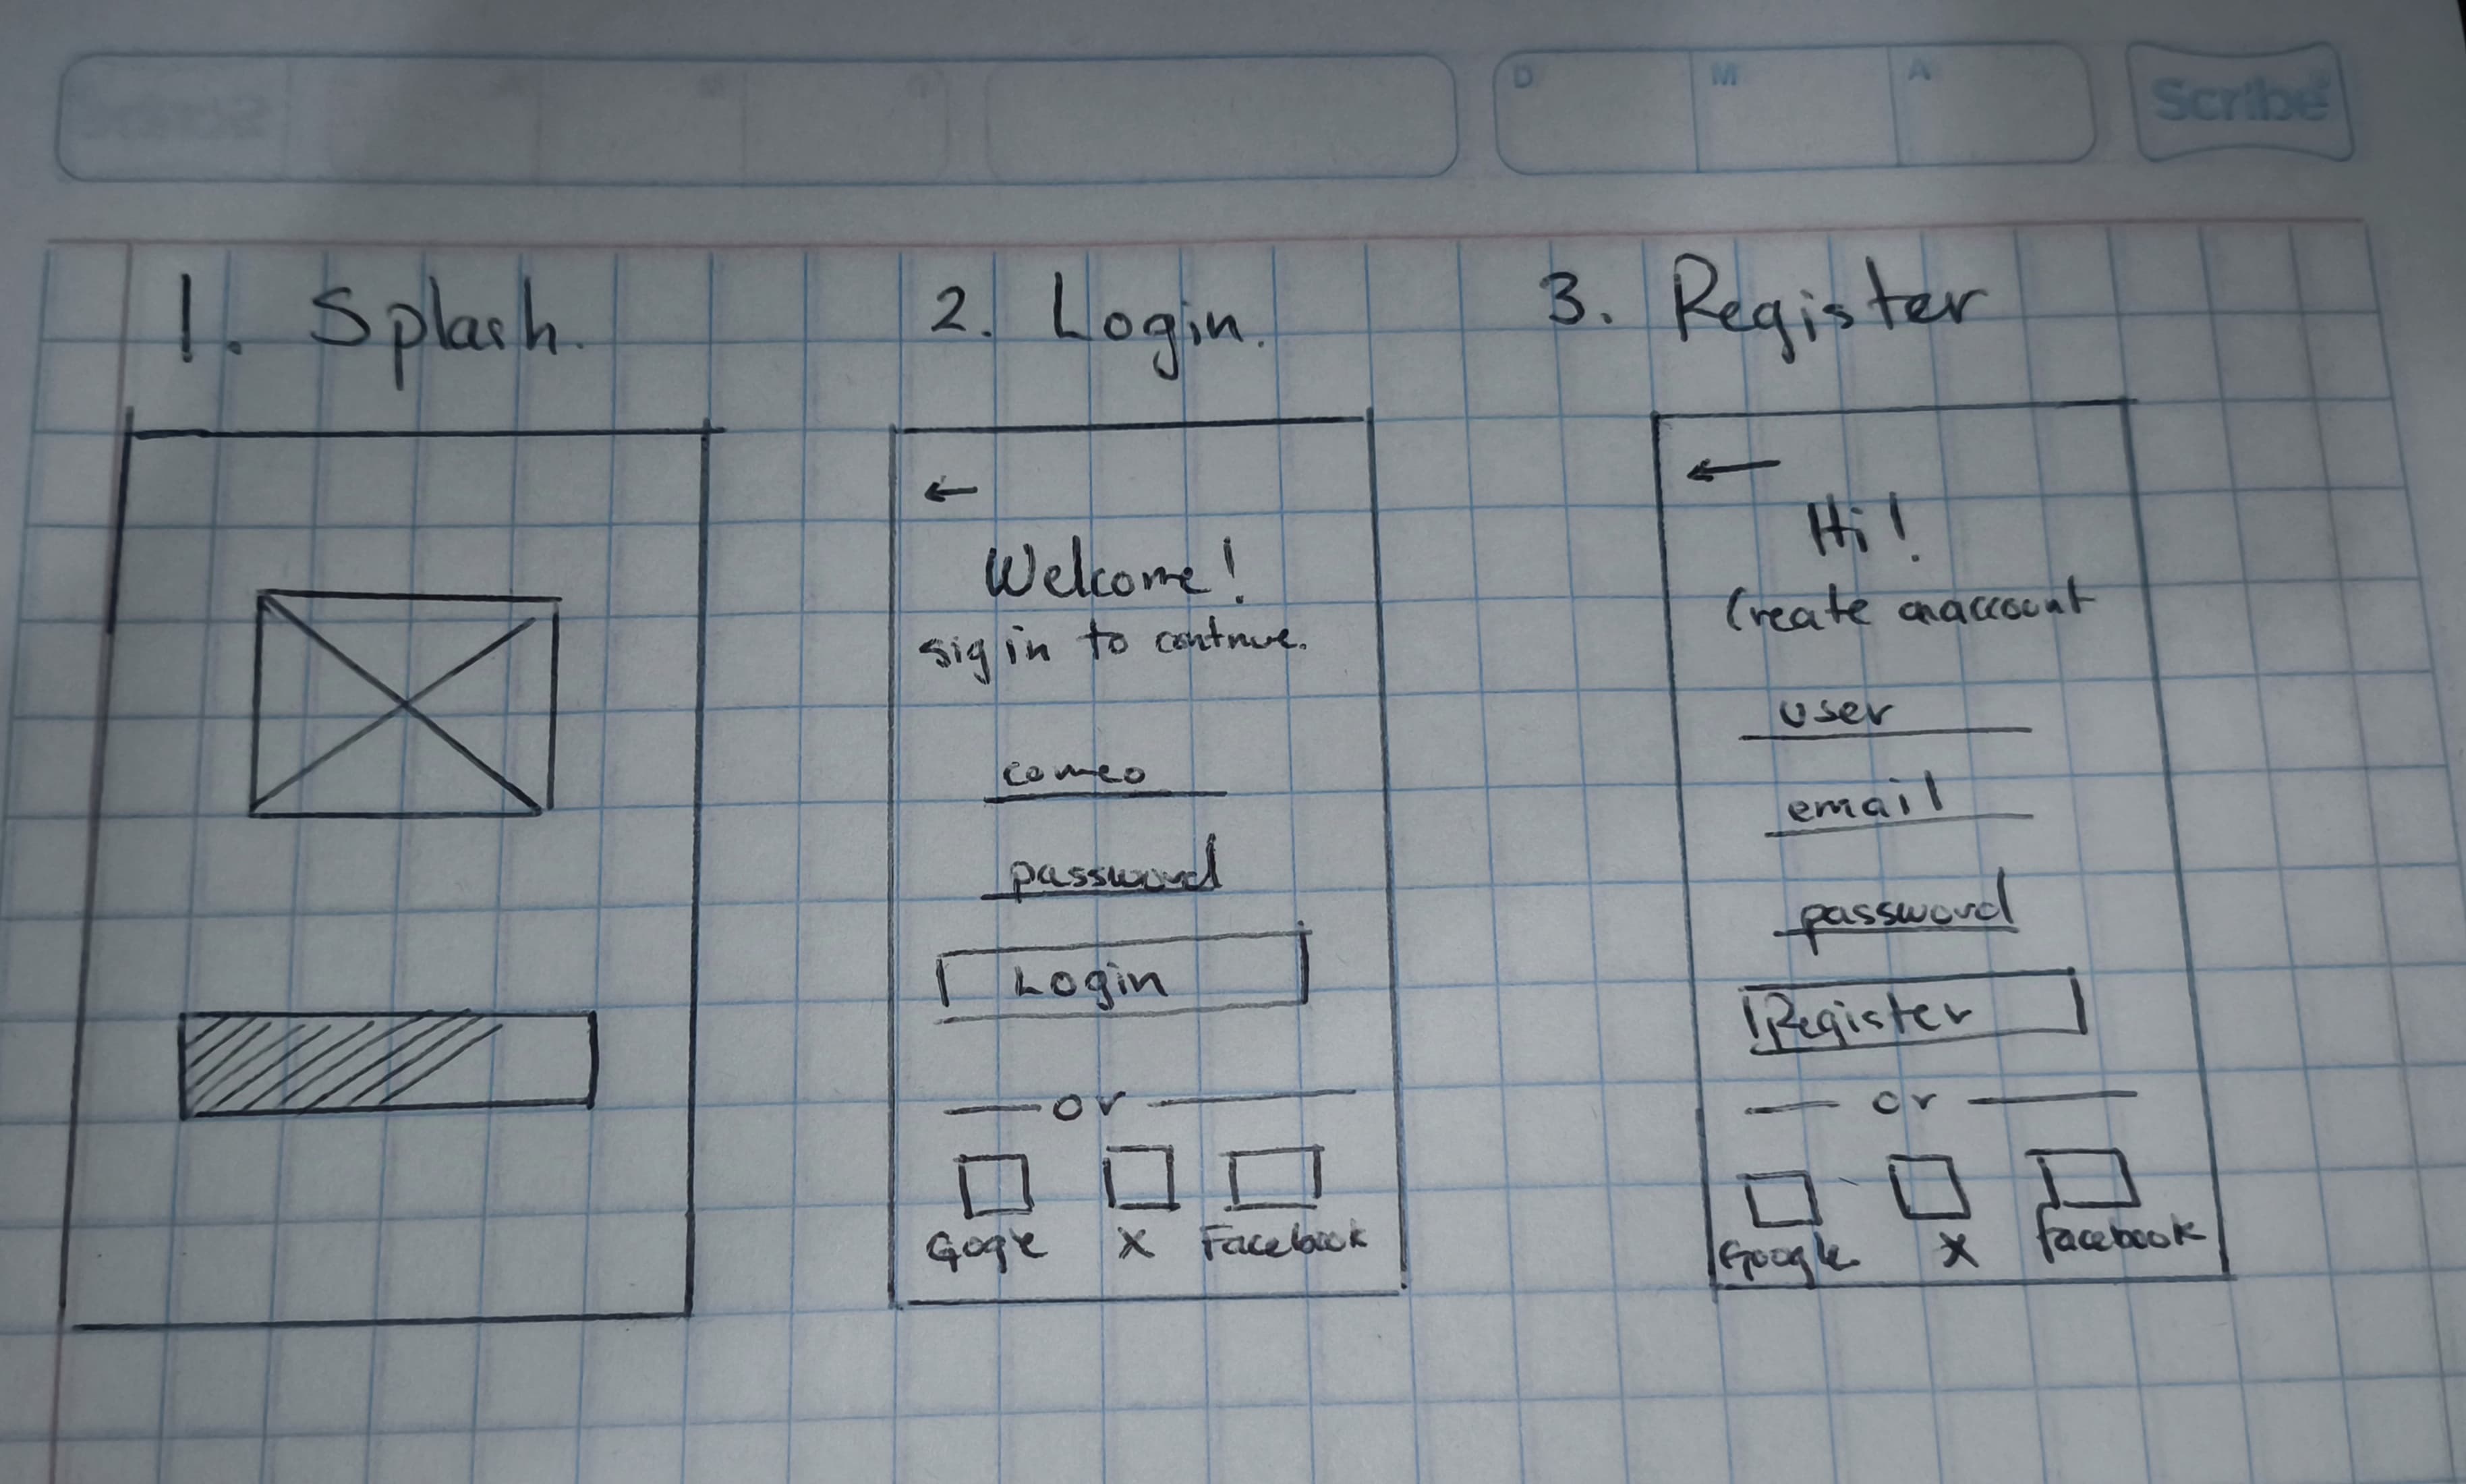 D M A Scribe
1. Splash.
2. Login.
3. Register
←
Welcome!
sig in to continue.
correo
password
Login
or
Gogle X Facebook
←
Hi!
Create anaccount
user
email
password
Register
or
Google X facebook